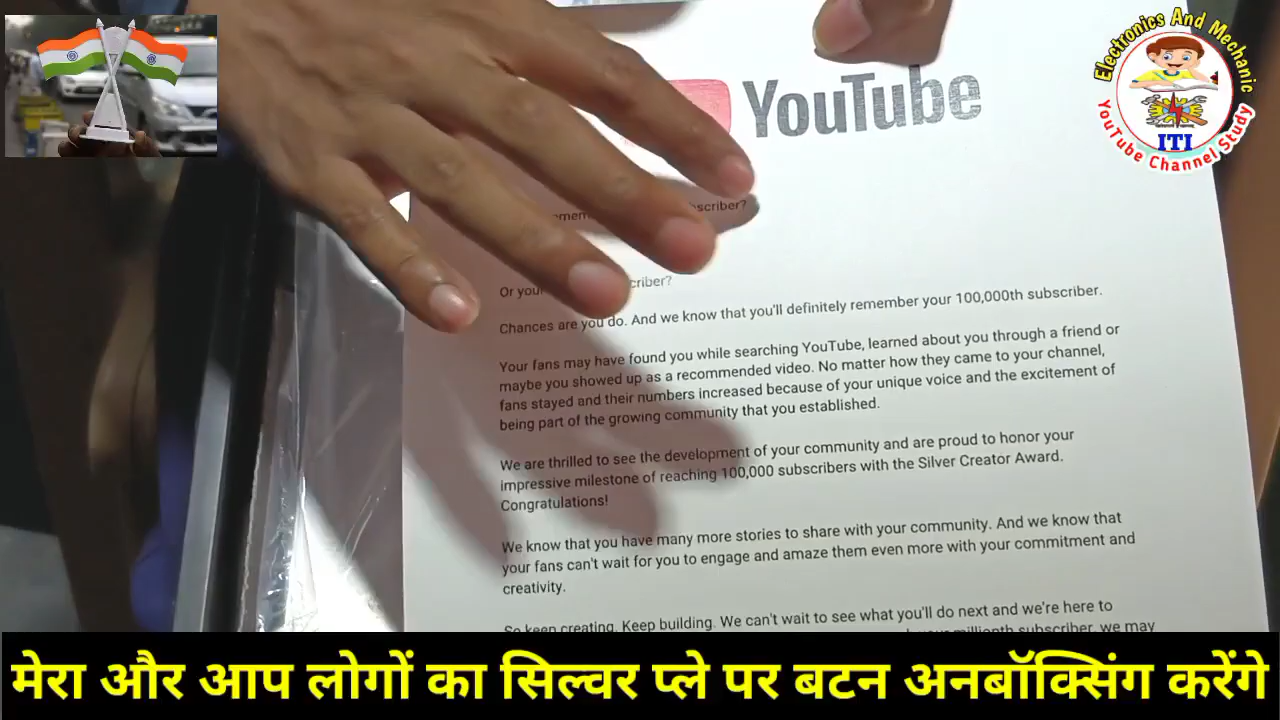 Electronics And Mechanic
ITI
YouTube Channel Study
YouTube
scriber?
Or your scriber?
Chances are you do. And we know that you'll definitely remember your 100,000th subscriber.
Your fans may have found you while searching YouTube, learned about you through a friend or
maybe you showed up as a recommended video. No matter how they came to your channel,
fans stayed and their numbers increased because of your unique voice and the excitement of
being part of the growing community that you established.
We are thrilled to see the development of your community and are proud to honor your
impressive milestone of reaching 100,000 subscribers with the Silver Creator Award.
Congratulations!
We know that you have many more stories to share with your community. And we know that
your fans can't wait for you to engage and amaze them even more with your commitment and
creativity.
So keep creating. Keep building. We can't wait to see what you'll do next and we're here to
millionth subscriber, we may
मेरा और आप लोगों का सिल्वर प्ले पर बटन अनबॉक्सिंग करेंगे